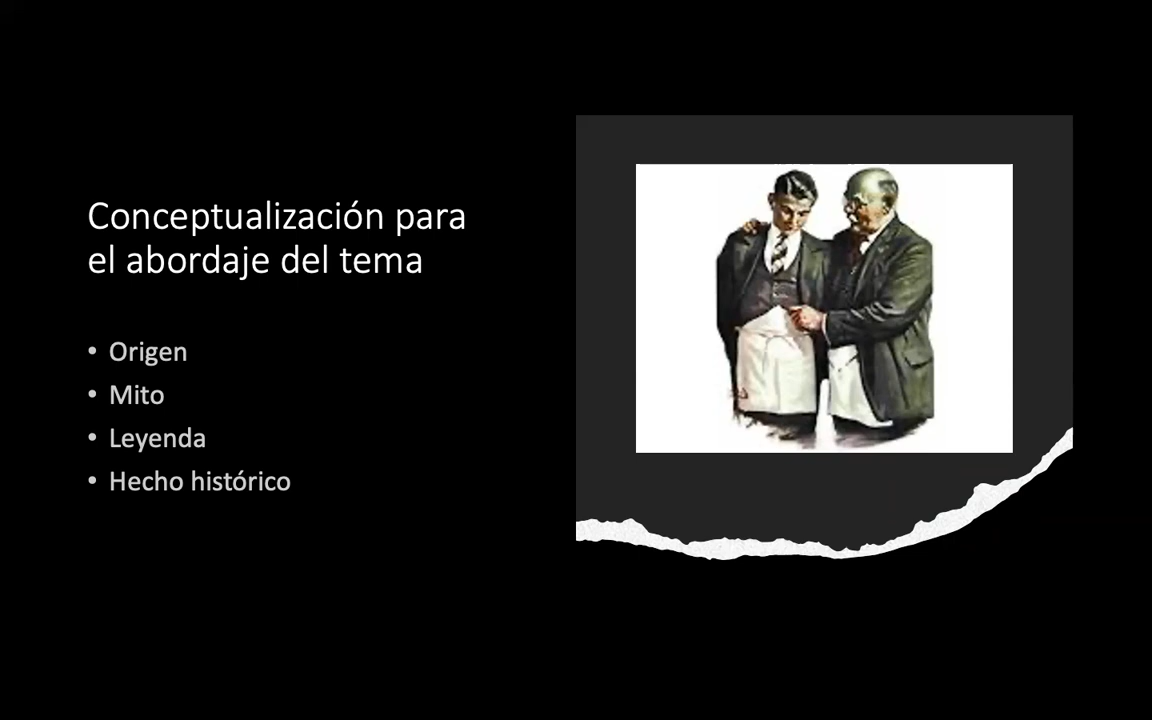 Conceptualización para
el abordaje del tema
• Origen
• Mito
• Leyenda
• Hecho histórico